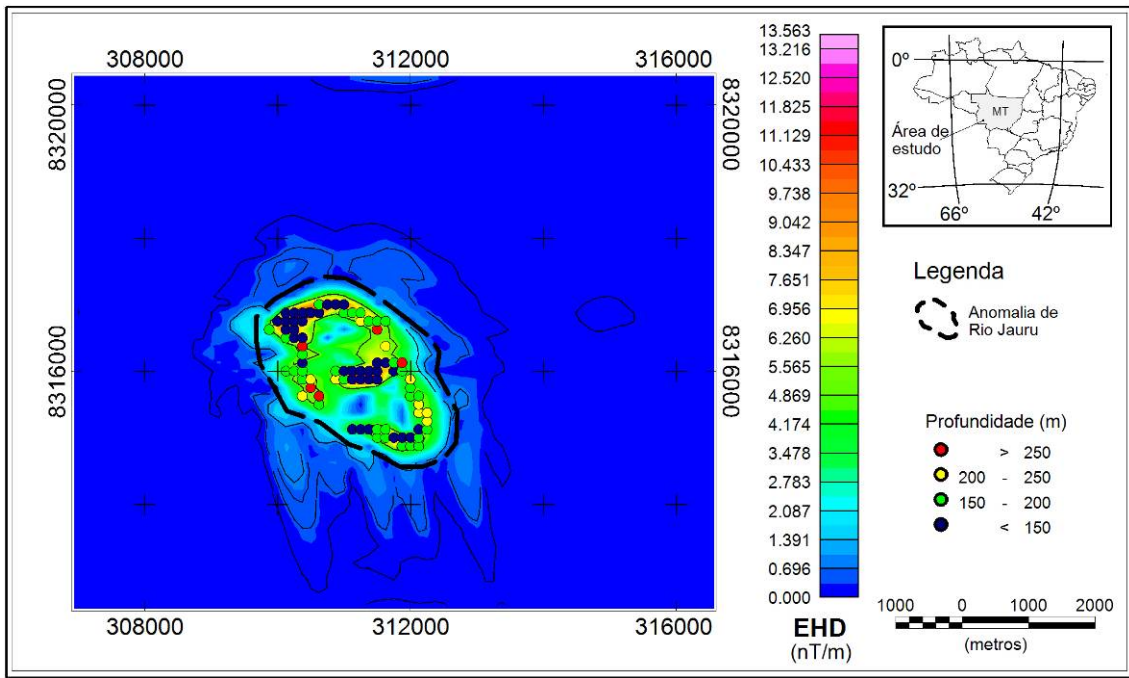 308000 312000 316000
8320000 8320000
8316000 8316000
308000 312000 316000
13.563
13.216
12.520
11.825
11.129
10.433
9.738
9.042
8.347
7.651
6.956
6.260
5.565
4.869
4.174
3.478
2.783
2.087
1.391
0.696
0.000
EHD
(nT/m)
0º
MT
Área de
estudo
32º
66º 42º
Legenda
Anomalia de
Rio Jauru
Profundidade (m)
> 250
200 - 250
150 - 200
< 150
1000 0 1000 2000
(metros)